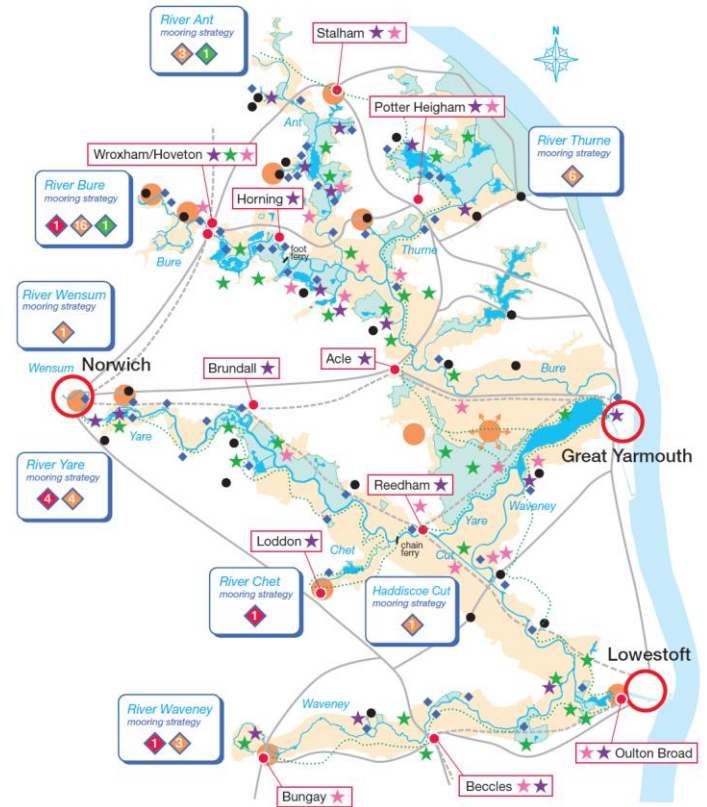 River Ant
mooring strategy
3 1
Stalham
N
Ant
Potter Heigham
Wroxham/Hoveton
River Thurne
mooring strategy
6
River Bure
mooring strategy
1 16 1
Horning
foot
ferry
Thurne
Bure
River Wensum
mooring strategy
1
Wensum
Norwich
Brundall
Acle
Bure
Yare
Great Yarmouth
River Yare
mooring strategy
4 4
Reedham
Yare
Waveney
Loddon
Chet
chain
ferry
Cut
River Chet
mooring strategy
1
Haddiscoe Cut
mooring strategy
1
Lowestoft
River Waveney
mooring strategy
1 3
Waveney
Oulton Broad
Beccles
Bungay